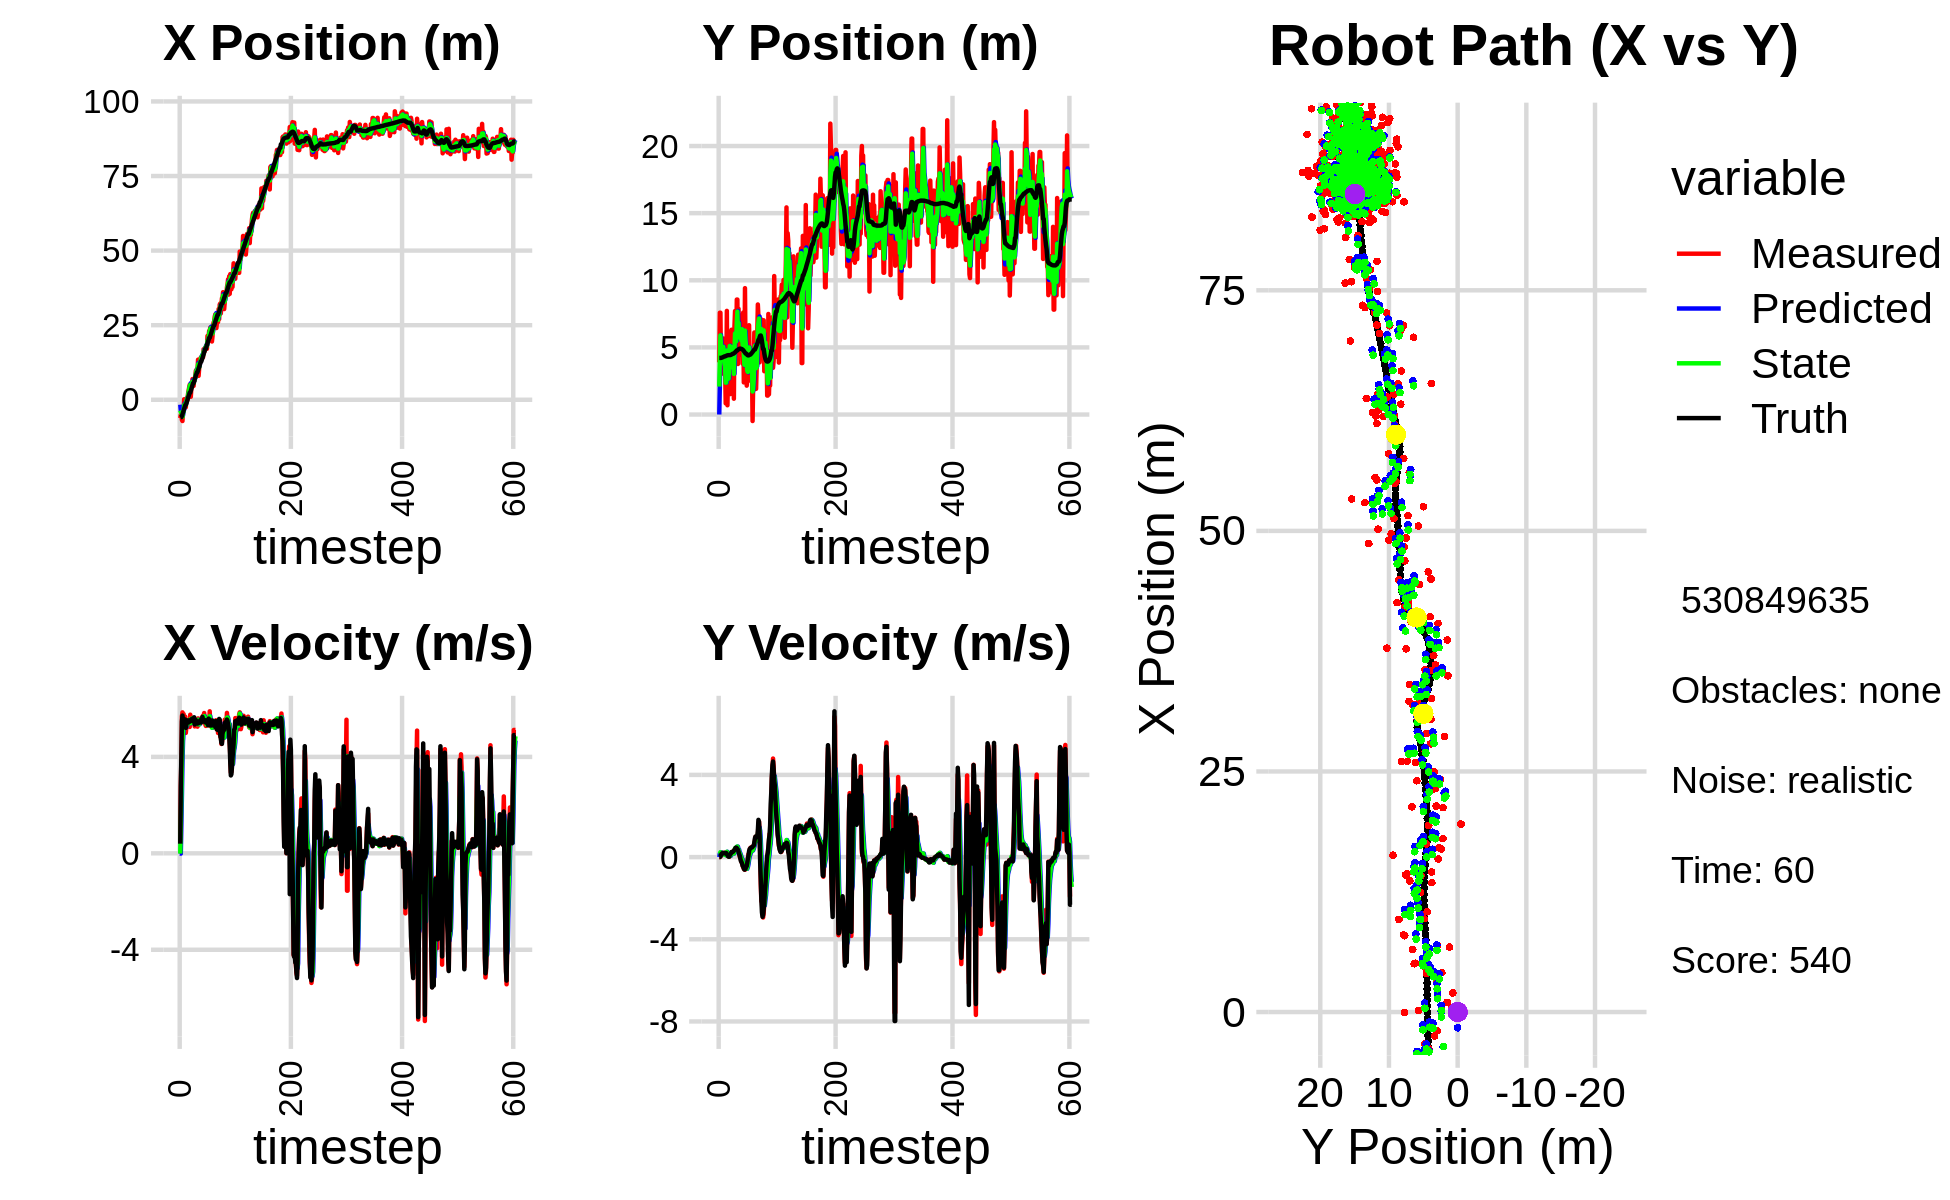 X Position (m)
100
75
50
25
0
0
200
400
600
timestep
Y Position (m)
20
15
10
5
0
0
200
400
600
timestep
X Velocity (m/s)
4
0
-4
0
200
400
600
timestep
Y Velocity (m/s)
4
0
-4
-8
0
200
400
600
timestep
Robot Path (X vs Y)
X Position (m)
75
50
25
0
20 10 0 -10 -20
Y Position (m)
variable
Measured
Predicted
State
Truth
530849635
Obstacles: none
Noise: realistic
Time: 60
Score: 540